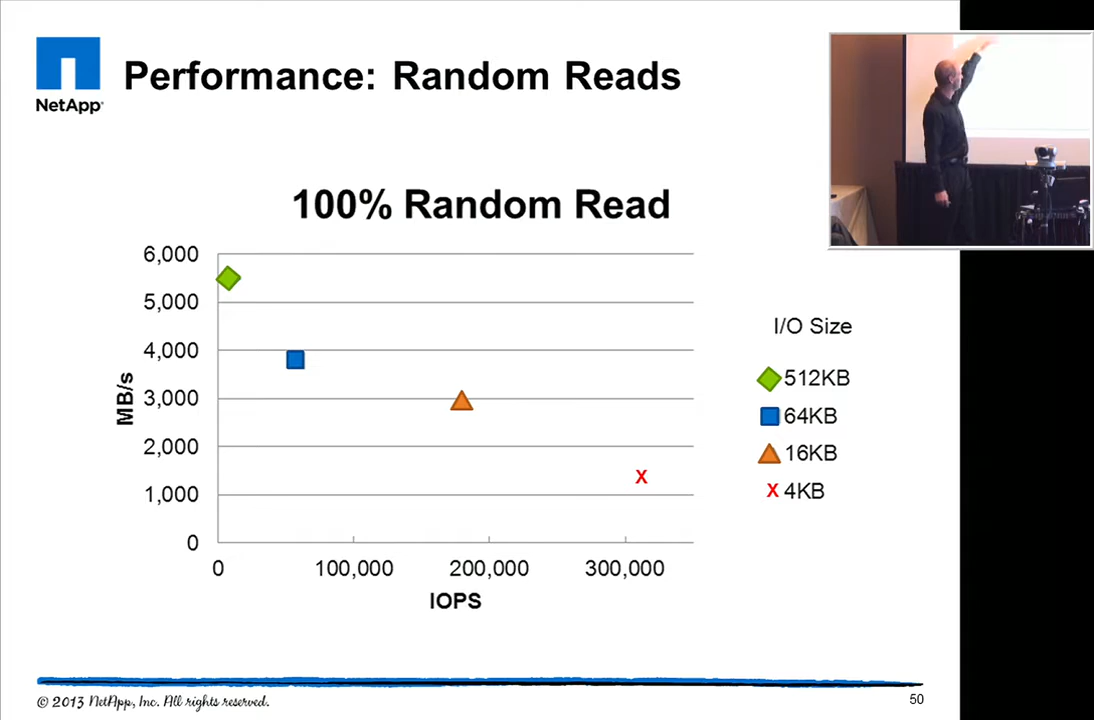 NetApp
Performance: Random Reads
100% Random Read
6,000
5,000
4,000
3,000
2,000
1,000
0
MB/s
0 100,000 200,000 300,000
IOPS
I/O Size
512KB
64KB
16KB
X 4KB
X
© 2013 NetApp, Inc. All rights reserved.
50